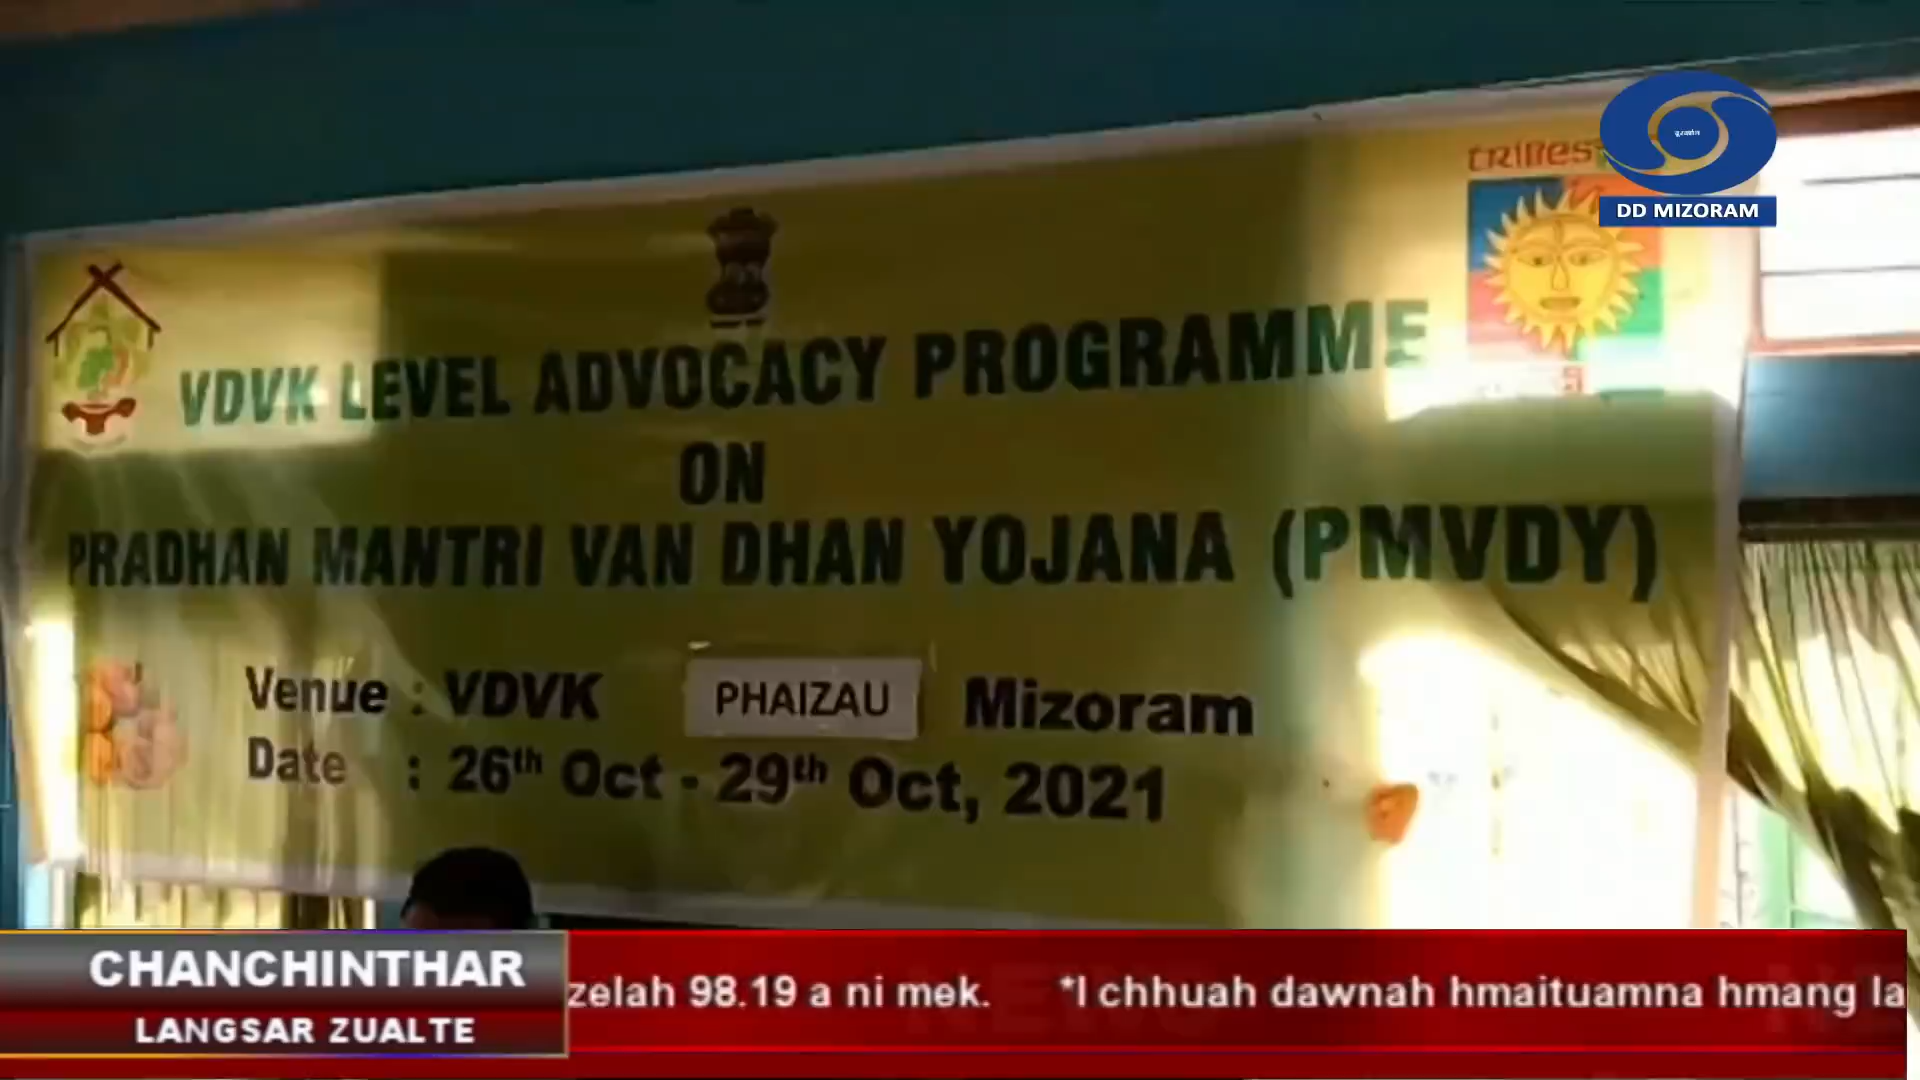 DD MIZORAM
TRIBES
VDVK LEVEL ADVOCACY PROGRAMME
ON
PRADHAN MANTRI VAN DHAN YOJANA (PMVDY)
Venue : VDVK PHAIZAU Mizoram
Date : 26th Oct - 29th Oct, 2021
CHANCHINTHAR
LANGSAR ZUALTE
zelah 98.19 a ni mek. *I chhuah dawnah hmaituamna hmang la